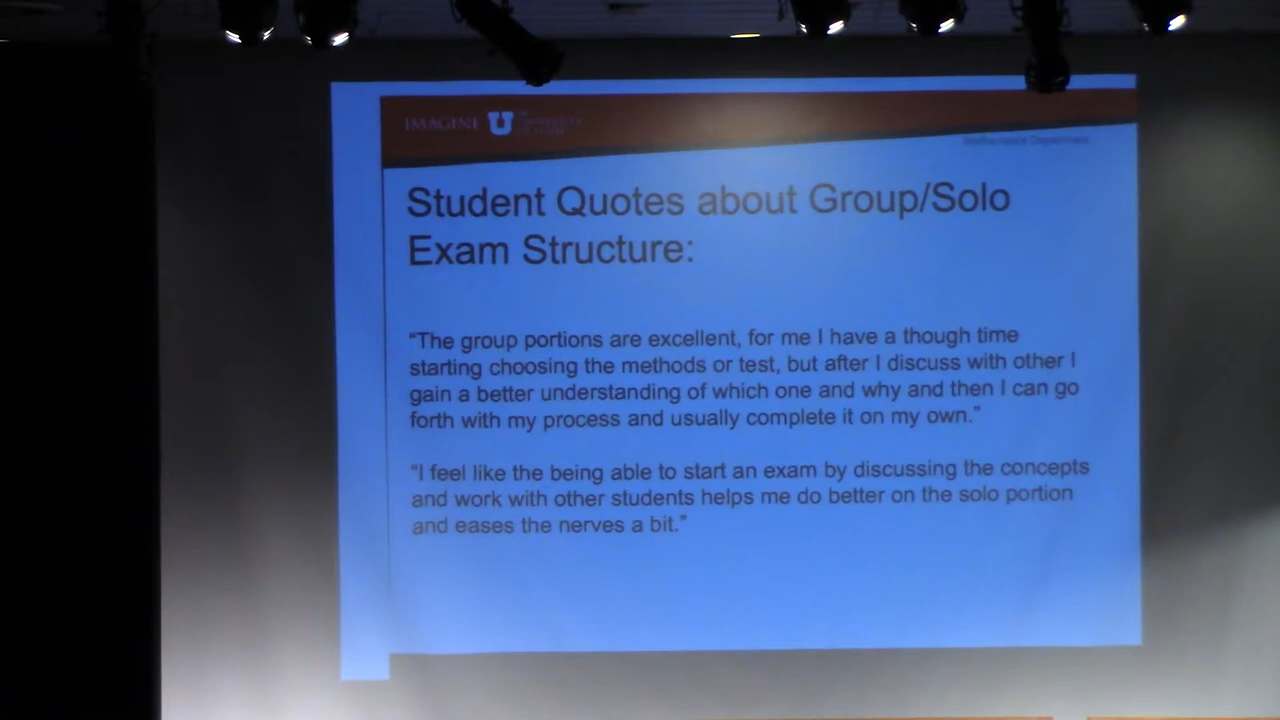 IMAGINE U
Mathematics Department
Student Quotes about Group/Solo
Exam Structure:
“The group portions are excellent, for me I have a though time
starting choosing the methods or test, but after I discuss with other I
gain a better understanding of which one and why and then I can go
forth with my process and usually complete it on my own.”
“I feel like the being able to start an exam by discussing the concepts
and work with other students helps me do better on the solo portion
and eases the nerves a bit.”